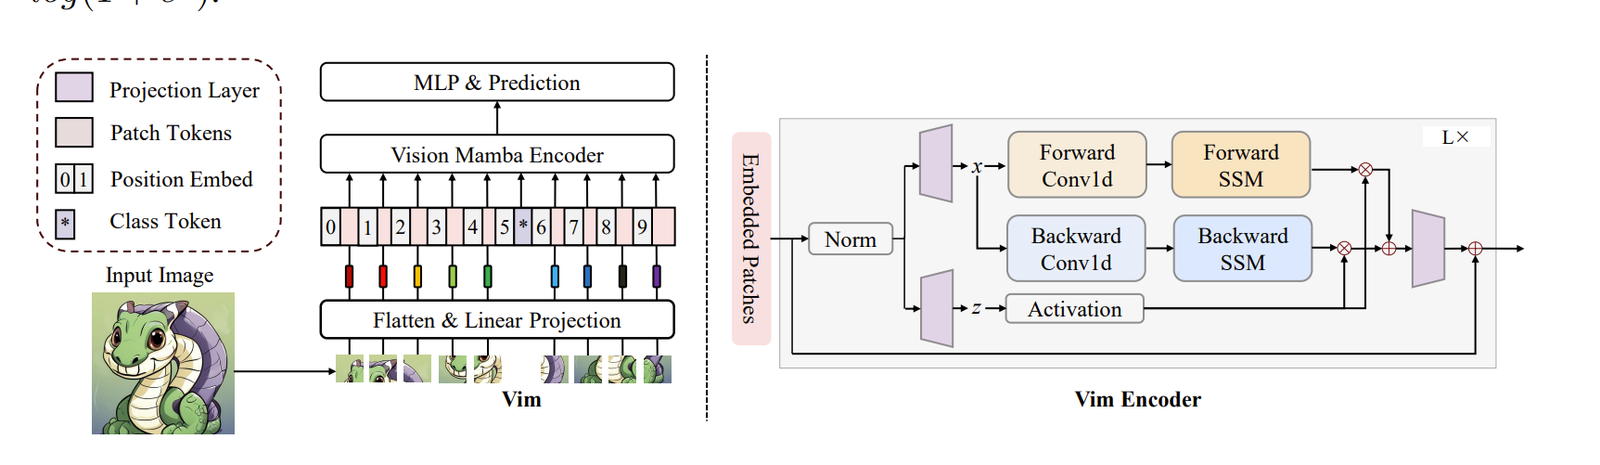 Projection Layer
Patch Tokens
0 1 Position Embed
* Class Token
Input Image
MLP & Prediction
Vision Mamba Encoder
0 1 2 3 4 5 * 6 7 8 9
Flatten & Linear Projection
Vim
Embedded Patches
L×
Norm
x
Forward
Conv1d
Forward
SSM
Backward
Conv1d
Backward
SSM
z
Activation
Vim Encoder